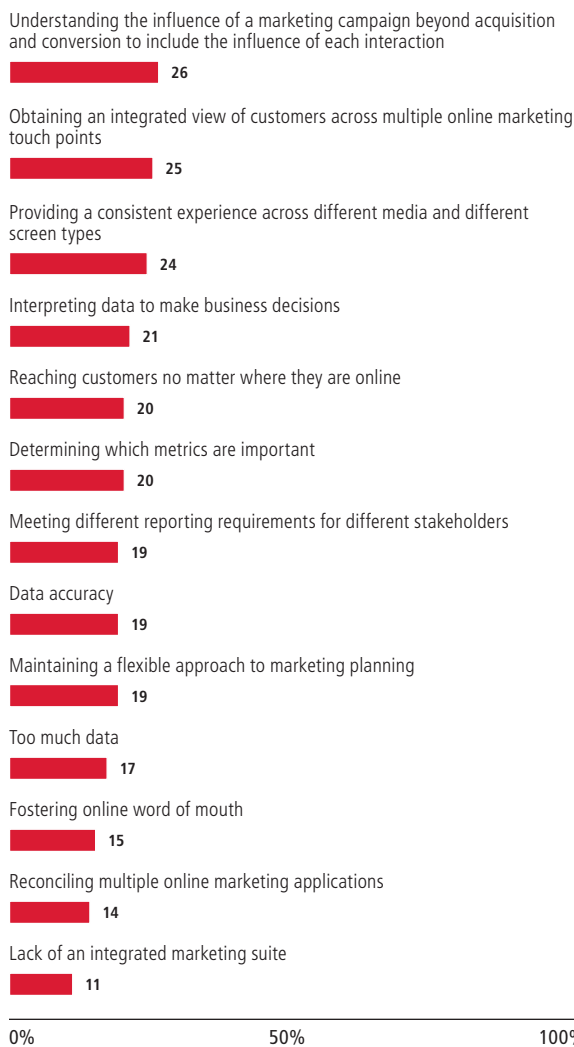 Understanding the influence of a marketing campaign beyond acquisition
and conversion to include the influence of each interaction
26
Obtaining an integrated view of customers across multiple online marketing
touch points
25
Providing a consistent experience across different media and different
screen types
24
Interpreting data to make business decisions
21
Reaching customers no matter where they are online
20
Determining which metrics are important
20
Meeting different reporting requirements for different stakeholders
19
Data accuracy
19
Maintaining a flexible approach to marketing planning
19
Too much data
17
Fostering online word of mouth
15
Reconciling multiple online marketing applications
14
Lack of an integrated marketing suite
11
0% 50% 100%